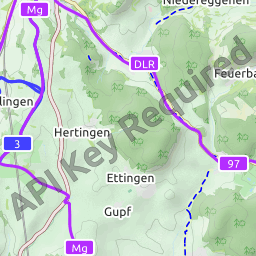 Niedereggenen
Mg
DLR
Feuerba
lingen
API Key Required
3
Hertingen
97
Ettingen
Gupf
Mg